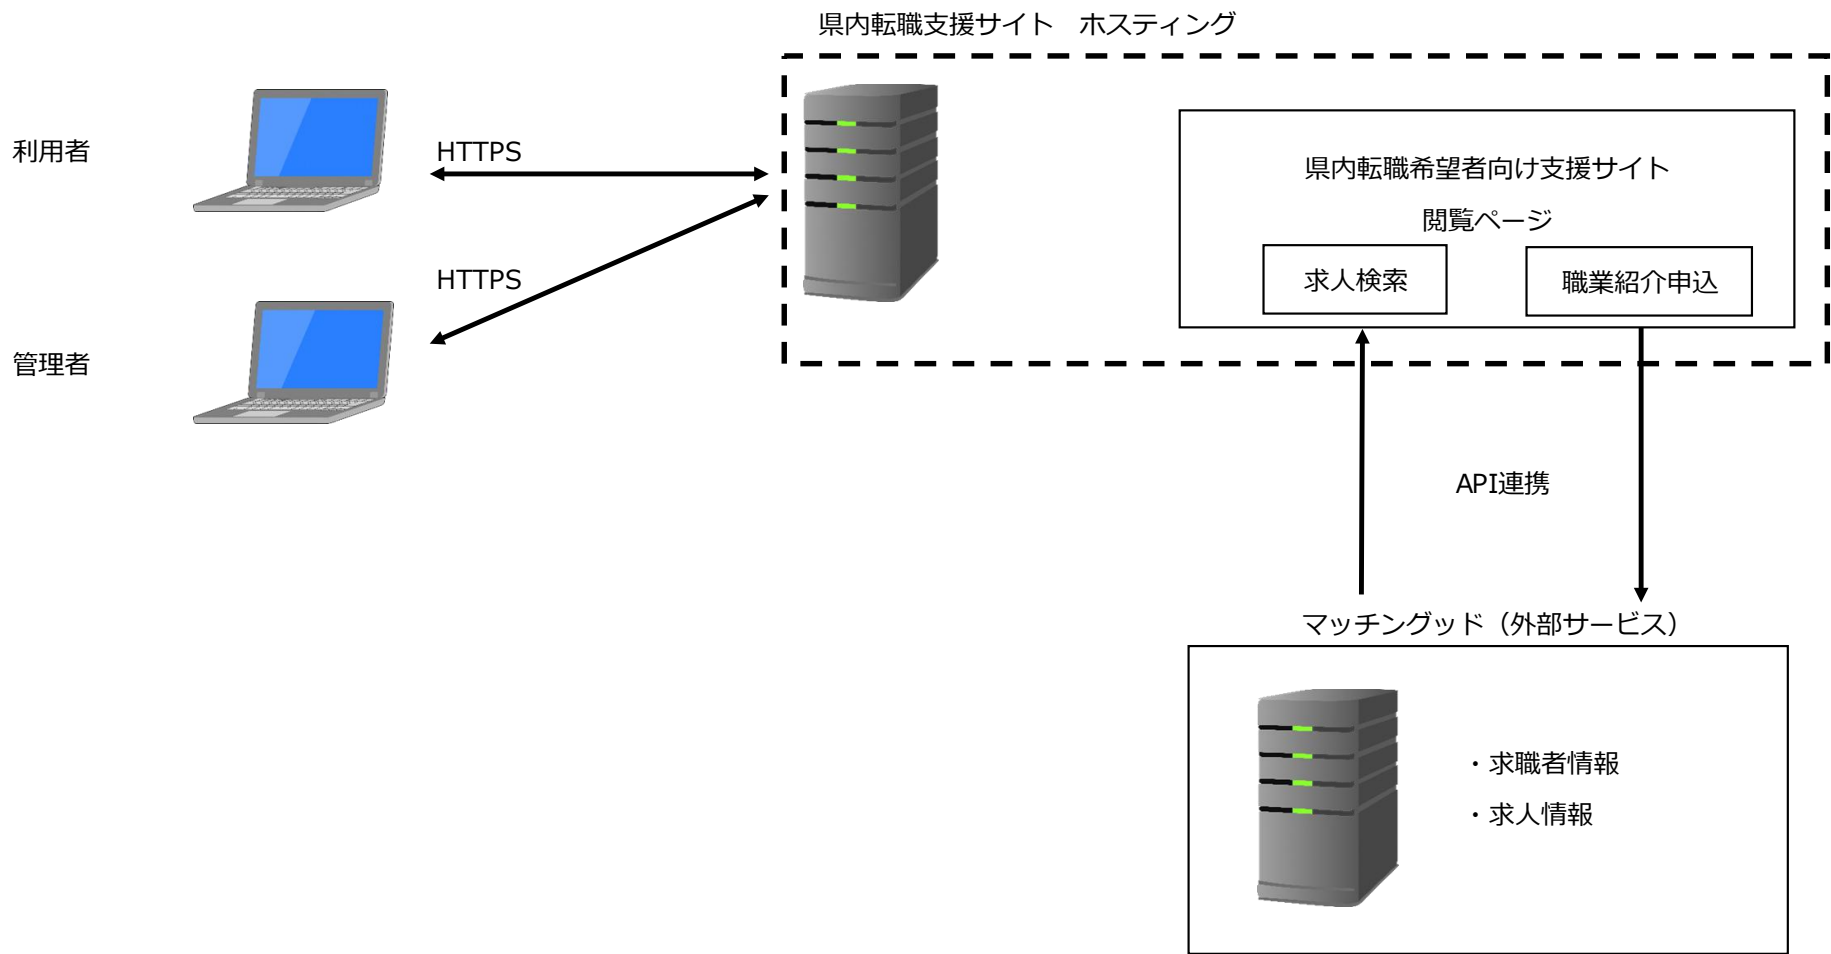 県内転職支援サイト　ホスティング
利用者
HTTPS
県内転職希望者向け支援サイト
閲覧ページ
求人検索
職業紹介申込
HTTPS
管理者
API連携
マッチングッド（外部サービス）
・求職者情報
・求人情報